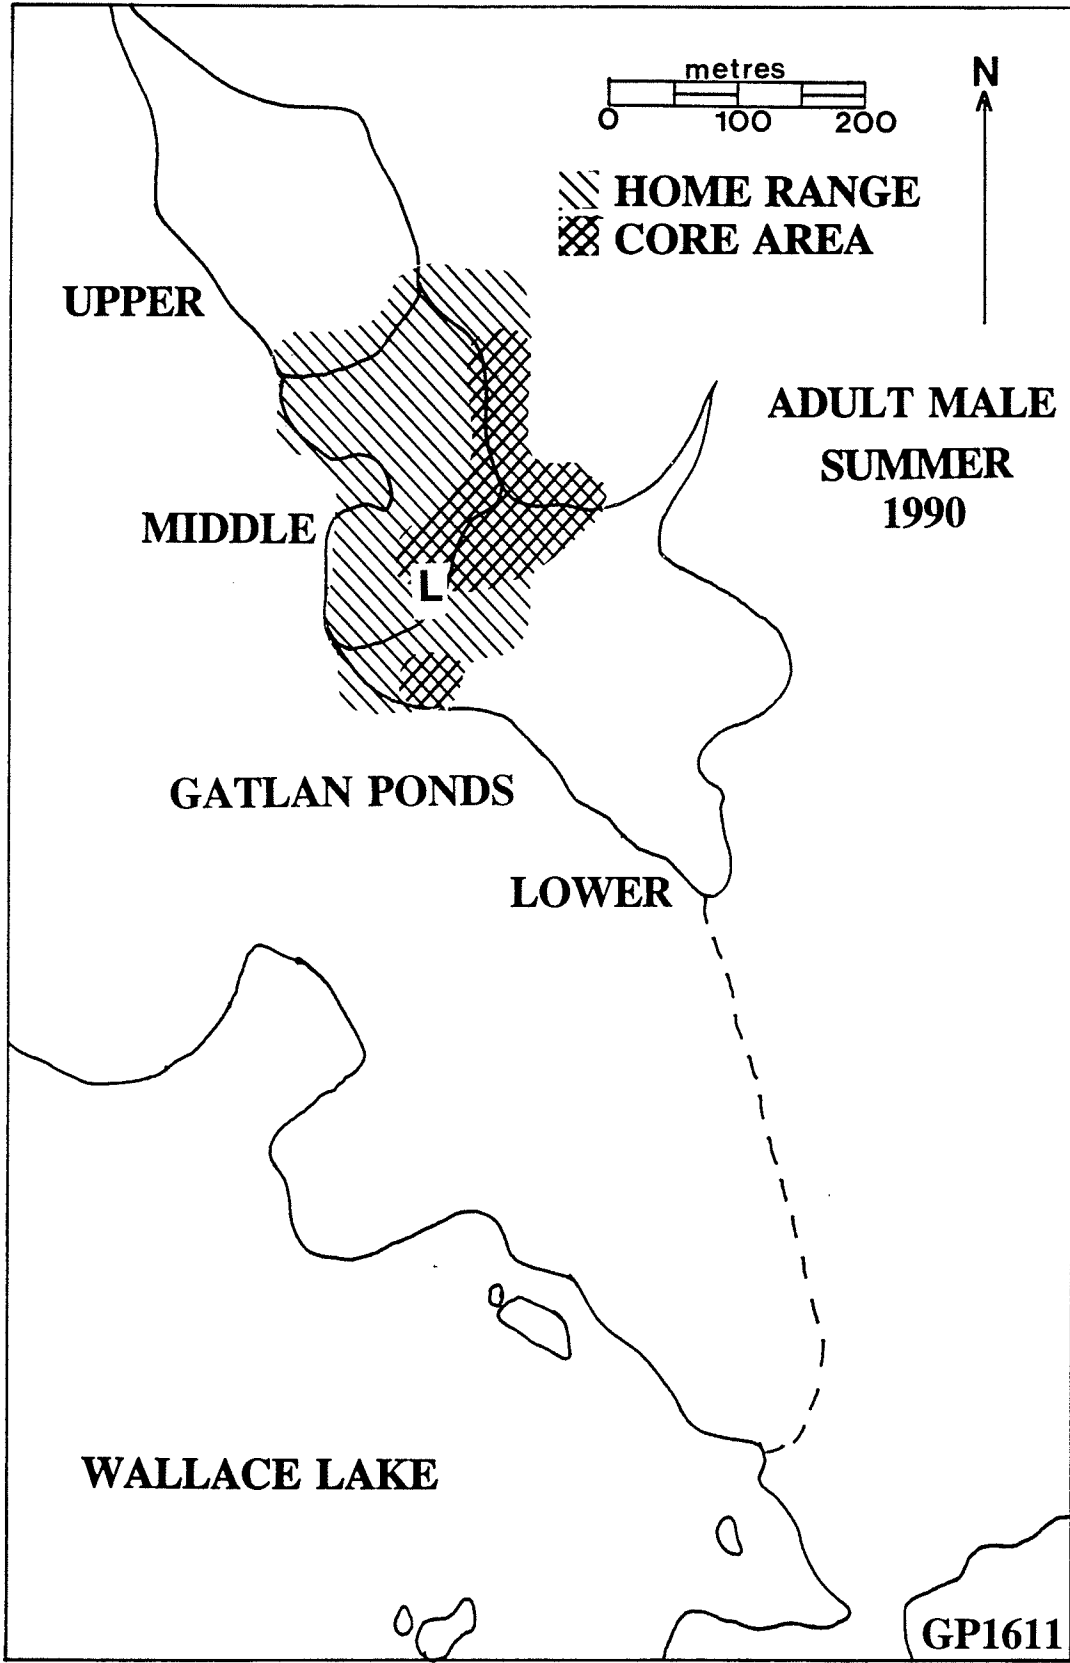 metres
N
0 100 200
HOME RANGE
CORE AREA
UPPER
ADULT MALE
SUMMER
1990
MIDDLE
L
GATLAN PONDS
LOWER
WALLACE LAKE
GP1611